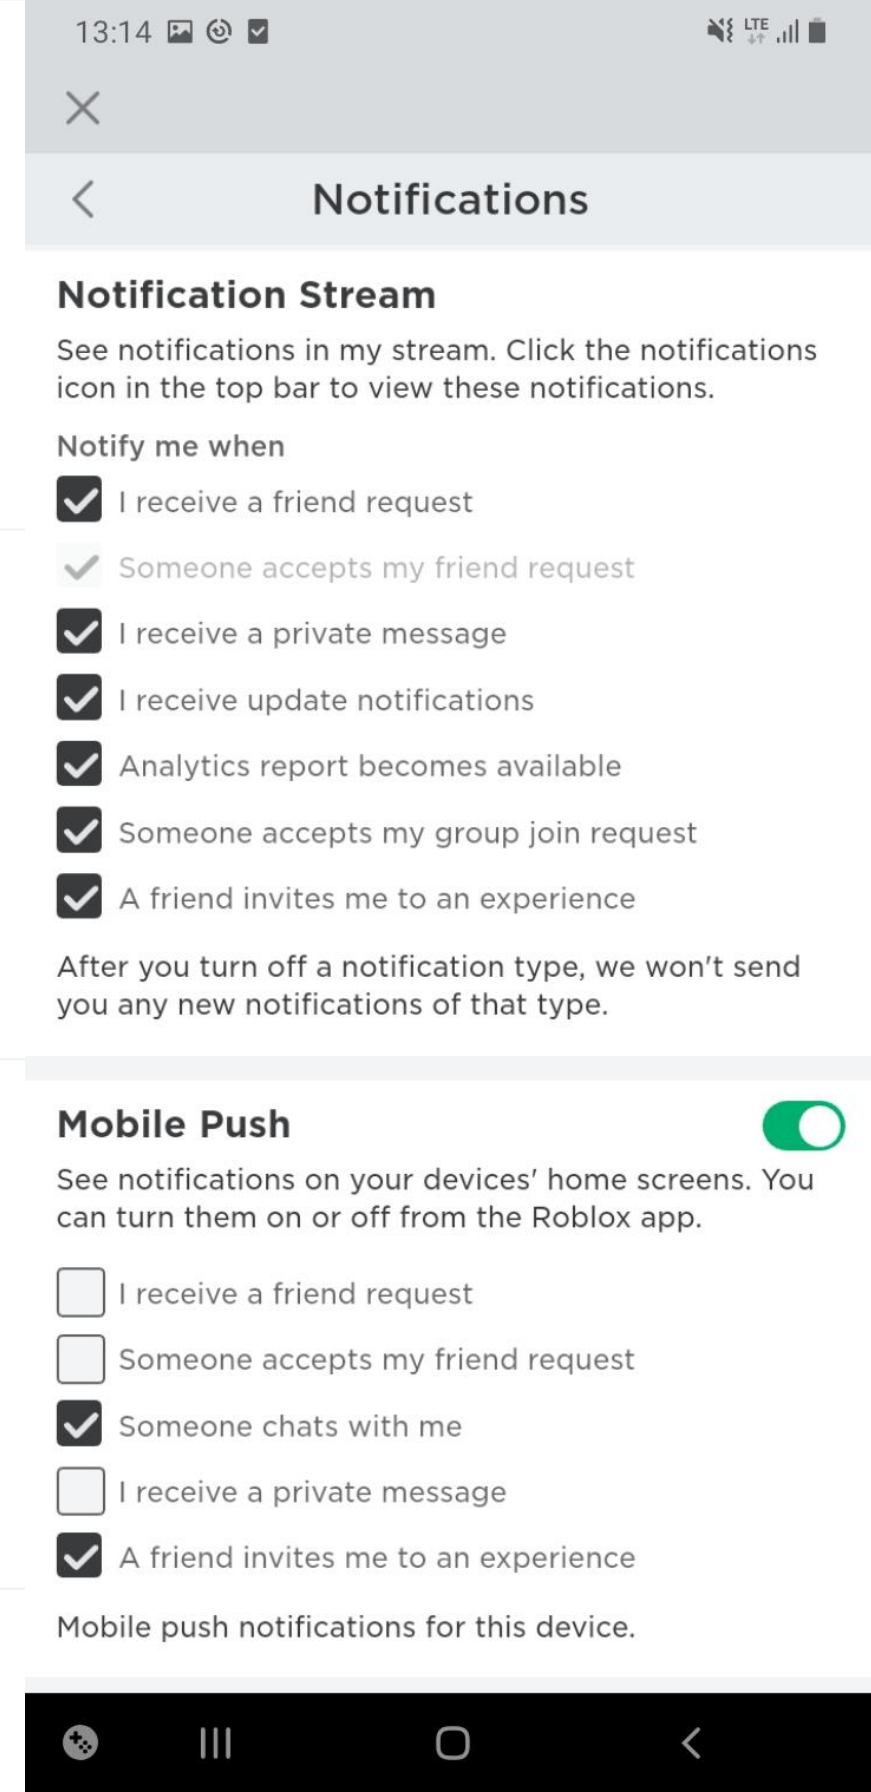 13:14
LTE
Notifications
Notification Stream
See notifications in my stream. Click the notifications
icon in the top bar to view these notifications.
Notify me when
I receive a friend request
Someone accepts my friend request
I receive a private message
I receive update notifications
Analytics report becomes available
Someone accepts my group join request
A friend invites me to an experience
After you turn off a notification type, we won't send
you any new notifications of that type.
Mobile Push
See notifications on your devices' home screens. You
can turn them on or off from the Roblox app.
I receive a friend request
Someone accepts my friend request
Someone chats with me
I receive a private message
A friend invites me to an experience
Mobile push notifications for this device.